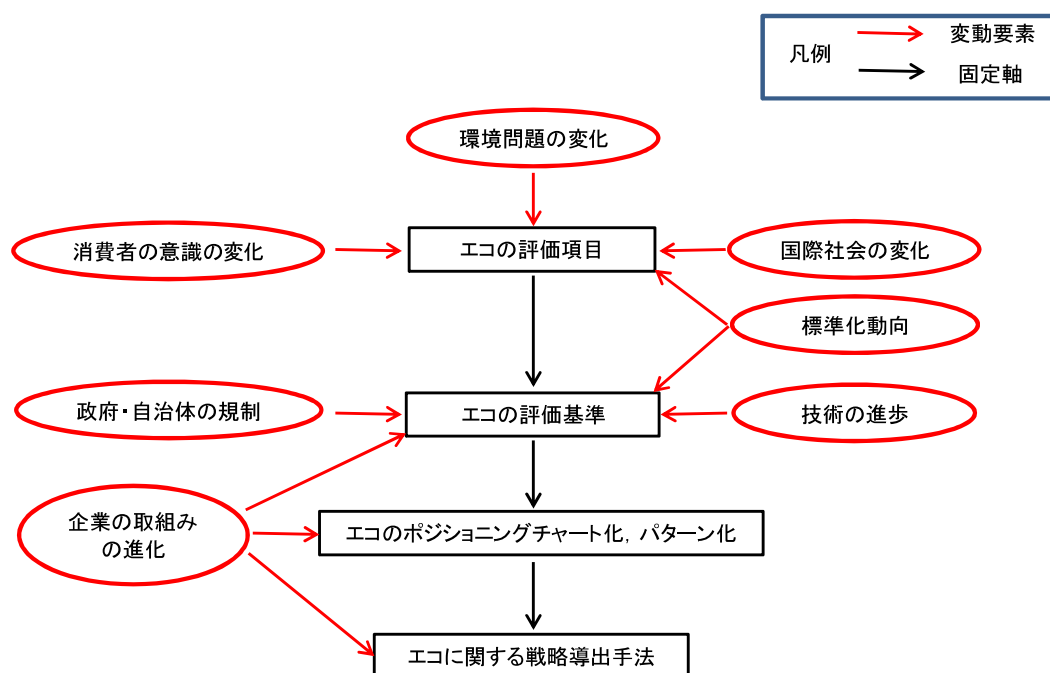 変動要素
凡例
固定軸
環境問題の変化
消費者の意識の変化
エコの評価項目
国際社会の変化
標準化動向
政府・自治体の規制
エコの評価基準
技術の進歩
企業の取組み
の進化
エコのポジショニングチャート化，パターン化
エコに関する戦略導出手法